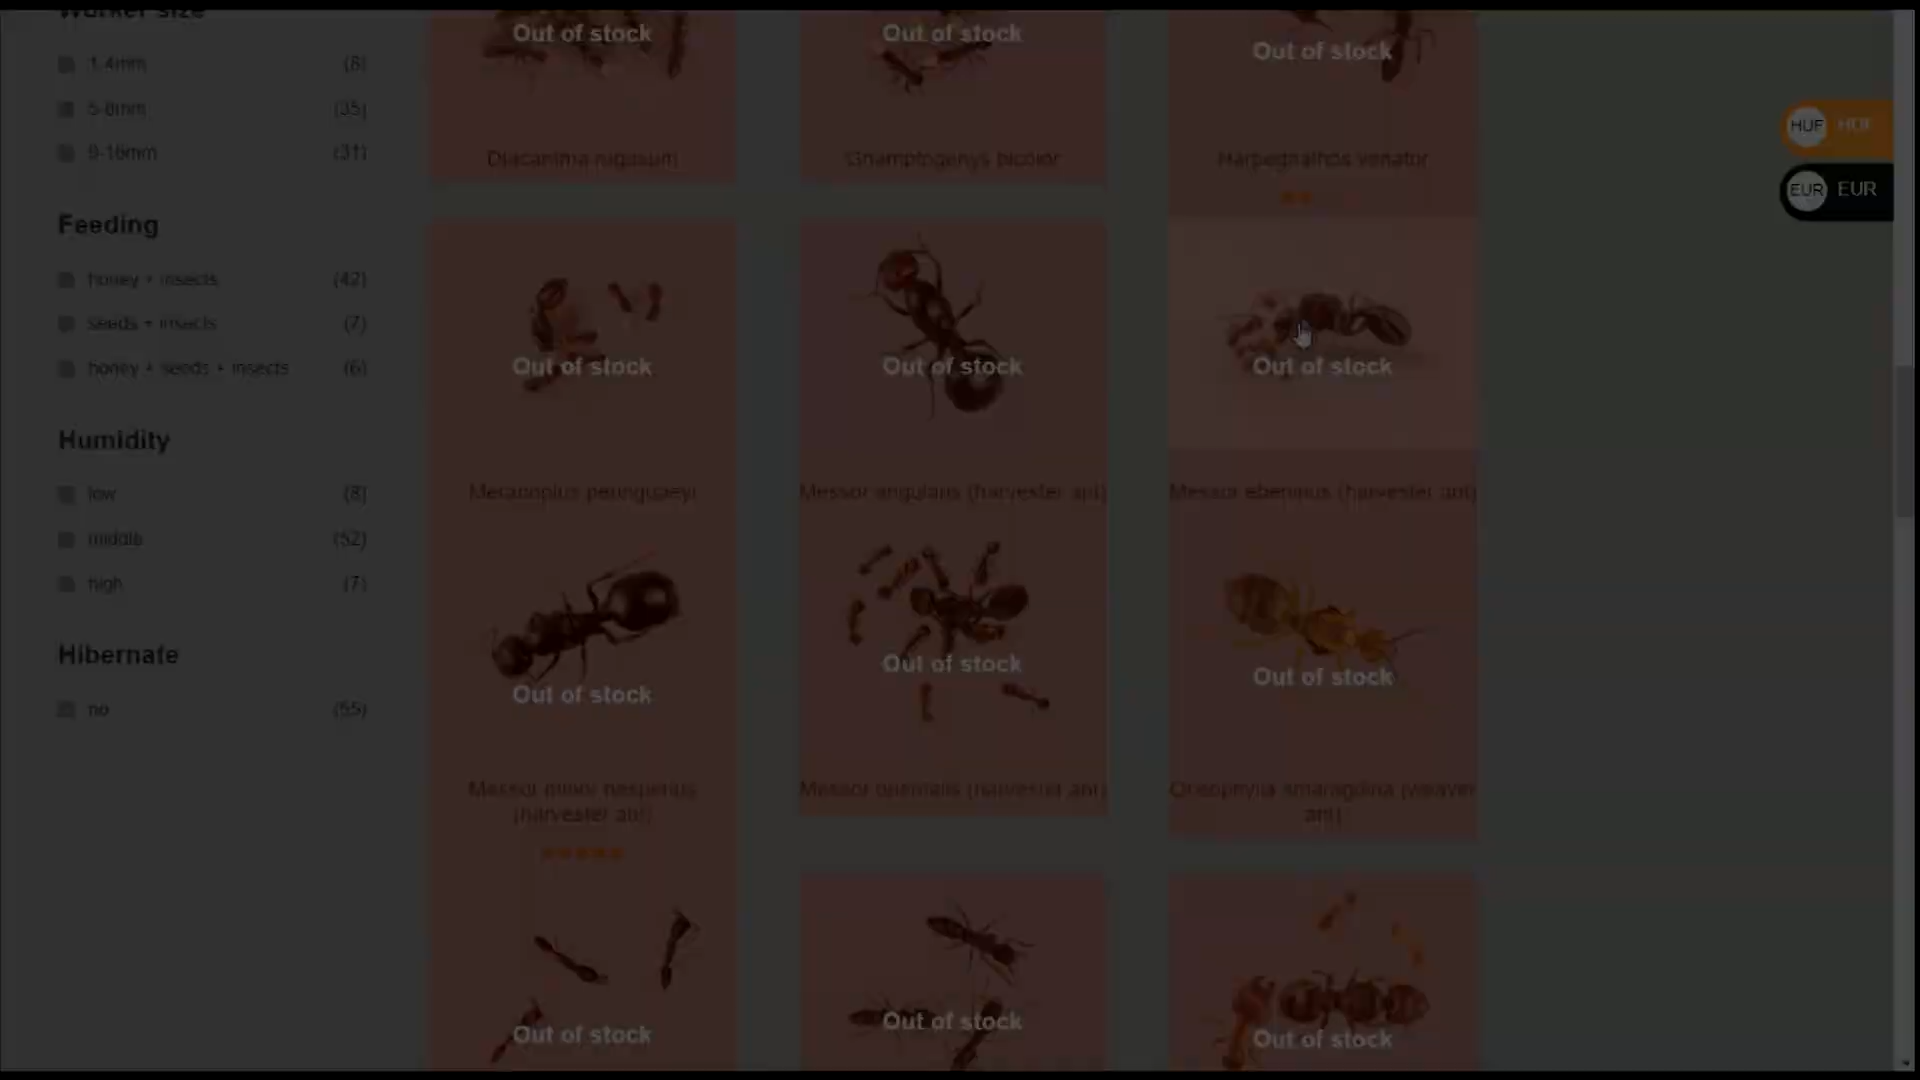 Worker size
1-4mm (8)
5-8mm (35)
9-16mm (31)
Feeding
honey + insects (42)
seeds + insects (7)
honey + seeds + insects (6)
Humidity
low (8)
middle (52)
high (7)
Hibernate
no (55)
Out of stock
Out of stock
Out of stock
Diacamma rugosum
Gnamptogenys bicolor
Harpegnathos venator
Out of stock
Out of stock
Out of stock
Meranoplus peringueyi
Messor angularis (harvester ant)
Messor ebeninus (harvester ant)
Out of stock
Out of stock
Out of stock
Messor minor hesperius
(harvester ant)
Messor orientalis (harvester ant)
Oecophylla smaragdina (weaver
ant)
Out of stock
Out of stock
Out of stock
HUF HUF
EUR EUR